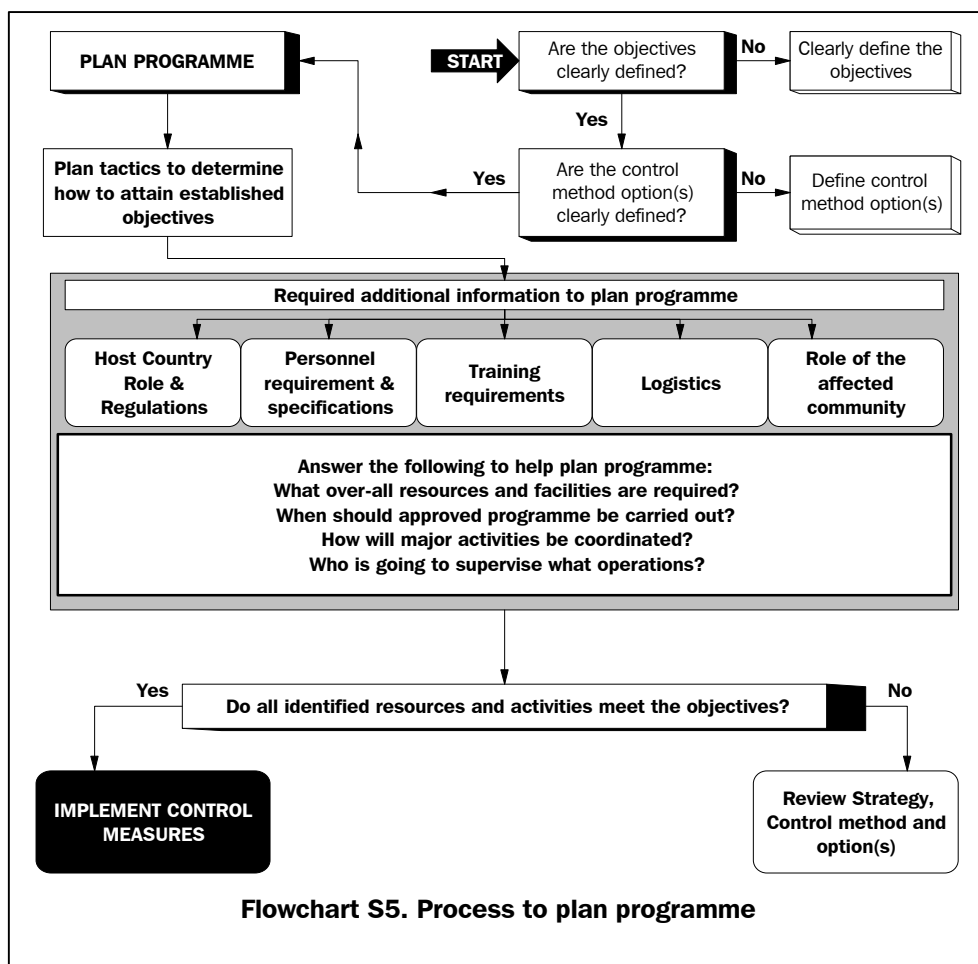 PLAN PROGRAMME
START
Are the objectives
clearly defined?
No
Clearly define the
objectives
Yes
Plan tactics to determine
how to attain established
objectives
Yes
Are the control
method option(s)
clearly defined?
No
Define control
method option(s)
Required additional information to plan programme
Host Country
Role &
Regulations
Personnel
requirement &
specifications
Training
requirements
Logistics
Role of the
affected
community
Answer the following to help plan programme:
What over-all resources and facilities are required?
When should approved programme be carried out?
How will major activities be coordinated?
Who is going to supervise what operations?
Yes
Do all identified resources and activities meet the objectives?
No
IMPLEMENT CONTROL
MEASURES
Review Strategy,
Control method and
option(s)
Flowchart S5. Process to plan programme